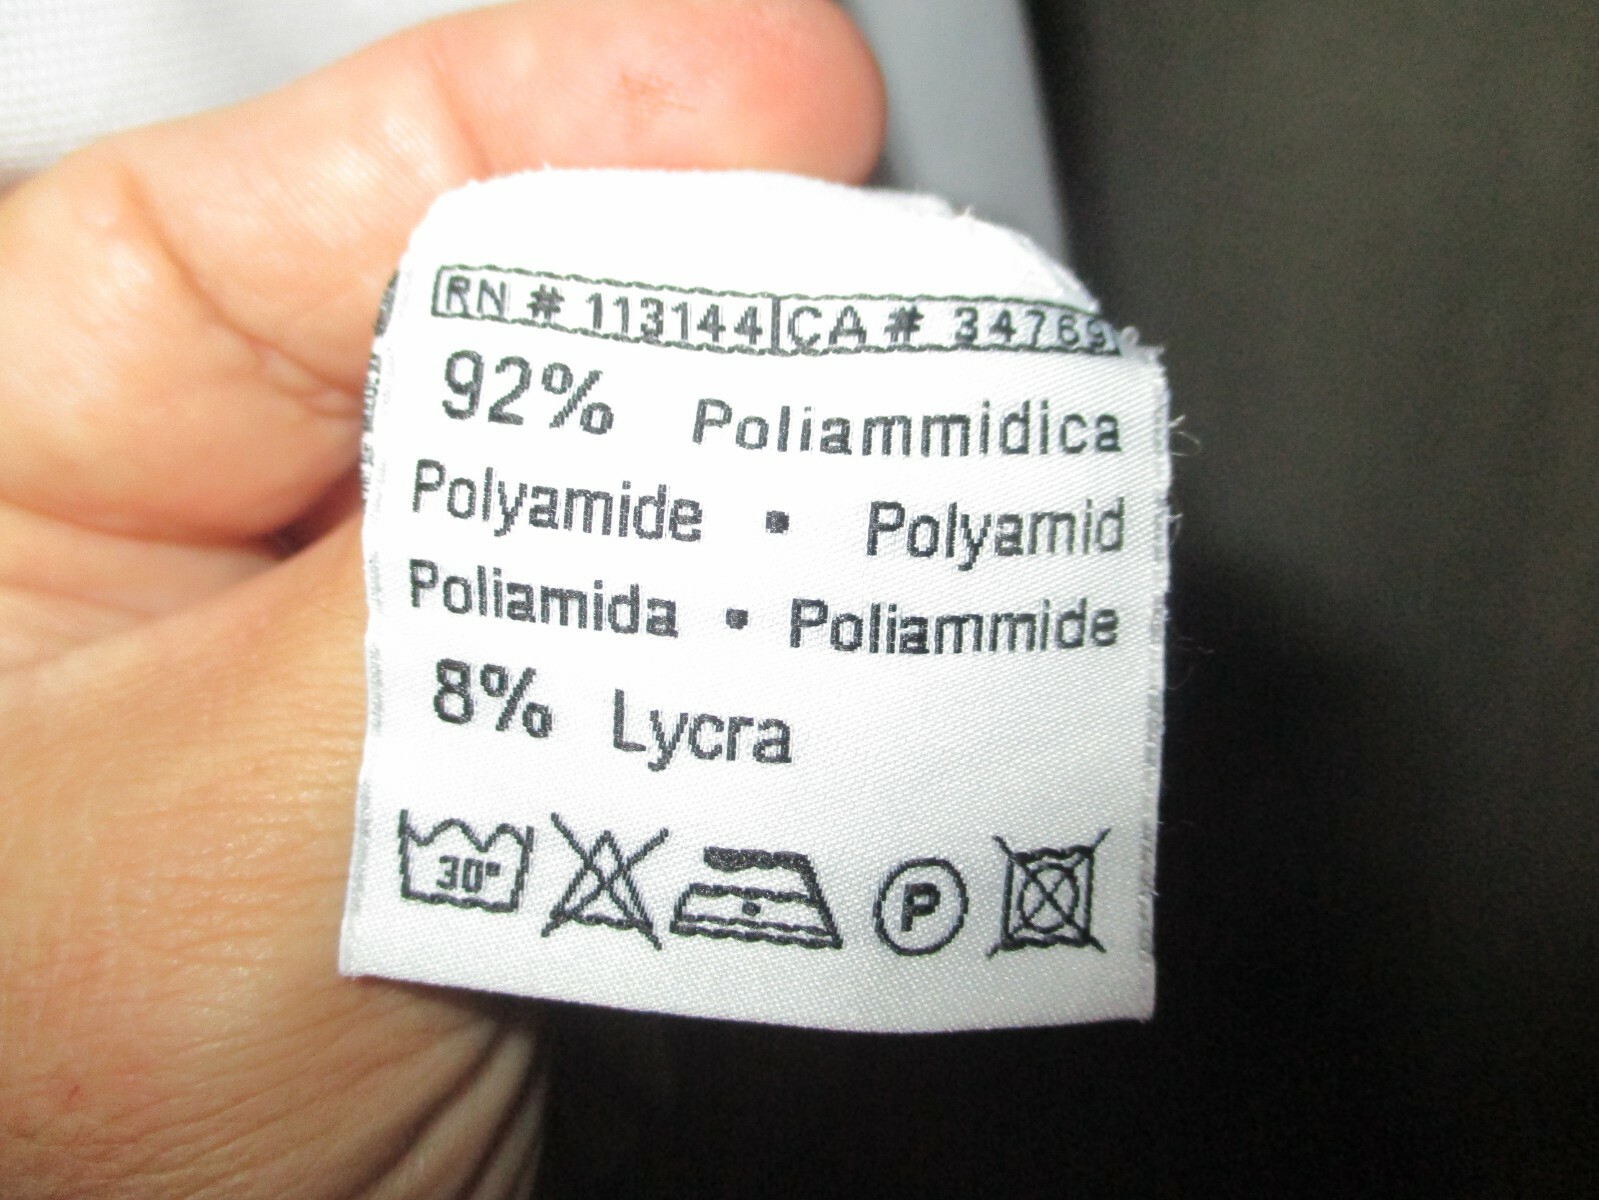 RN # 113144 CA # 34769
92% Poliammidica
Polyamide • Polyamid
Poliamida • Poliammide
8% Lycra
30° P